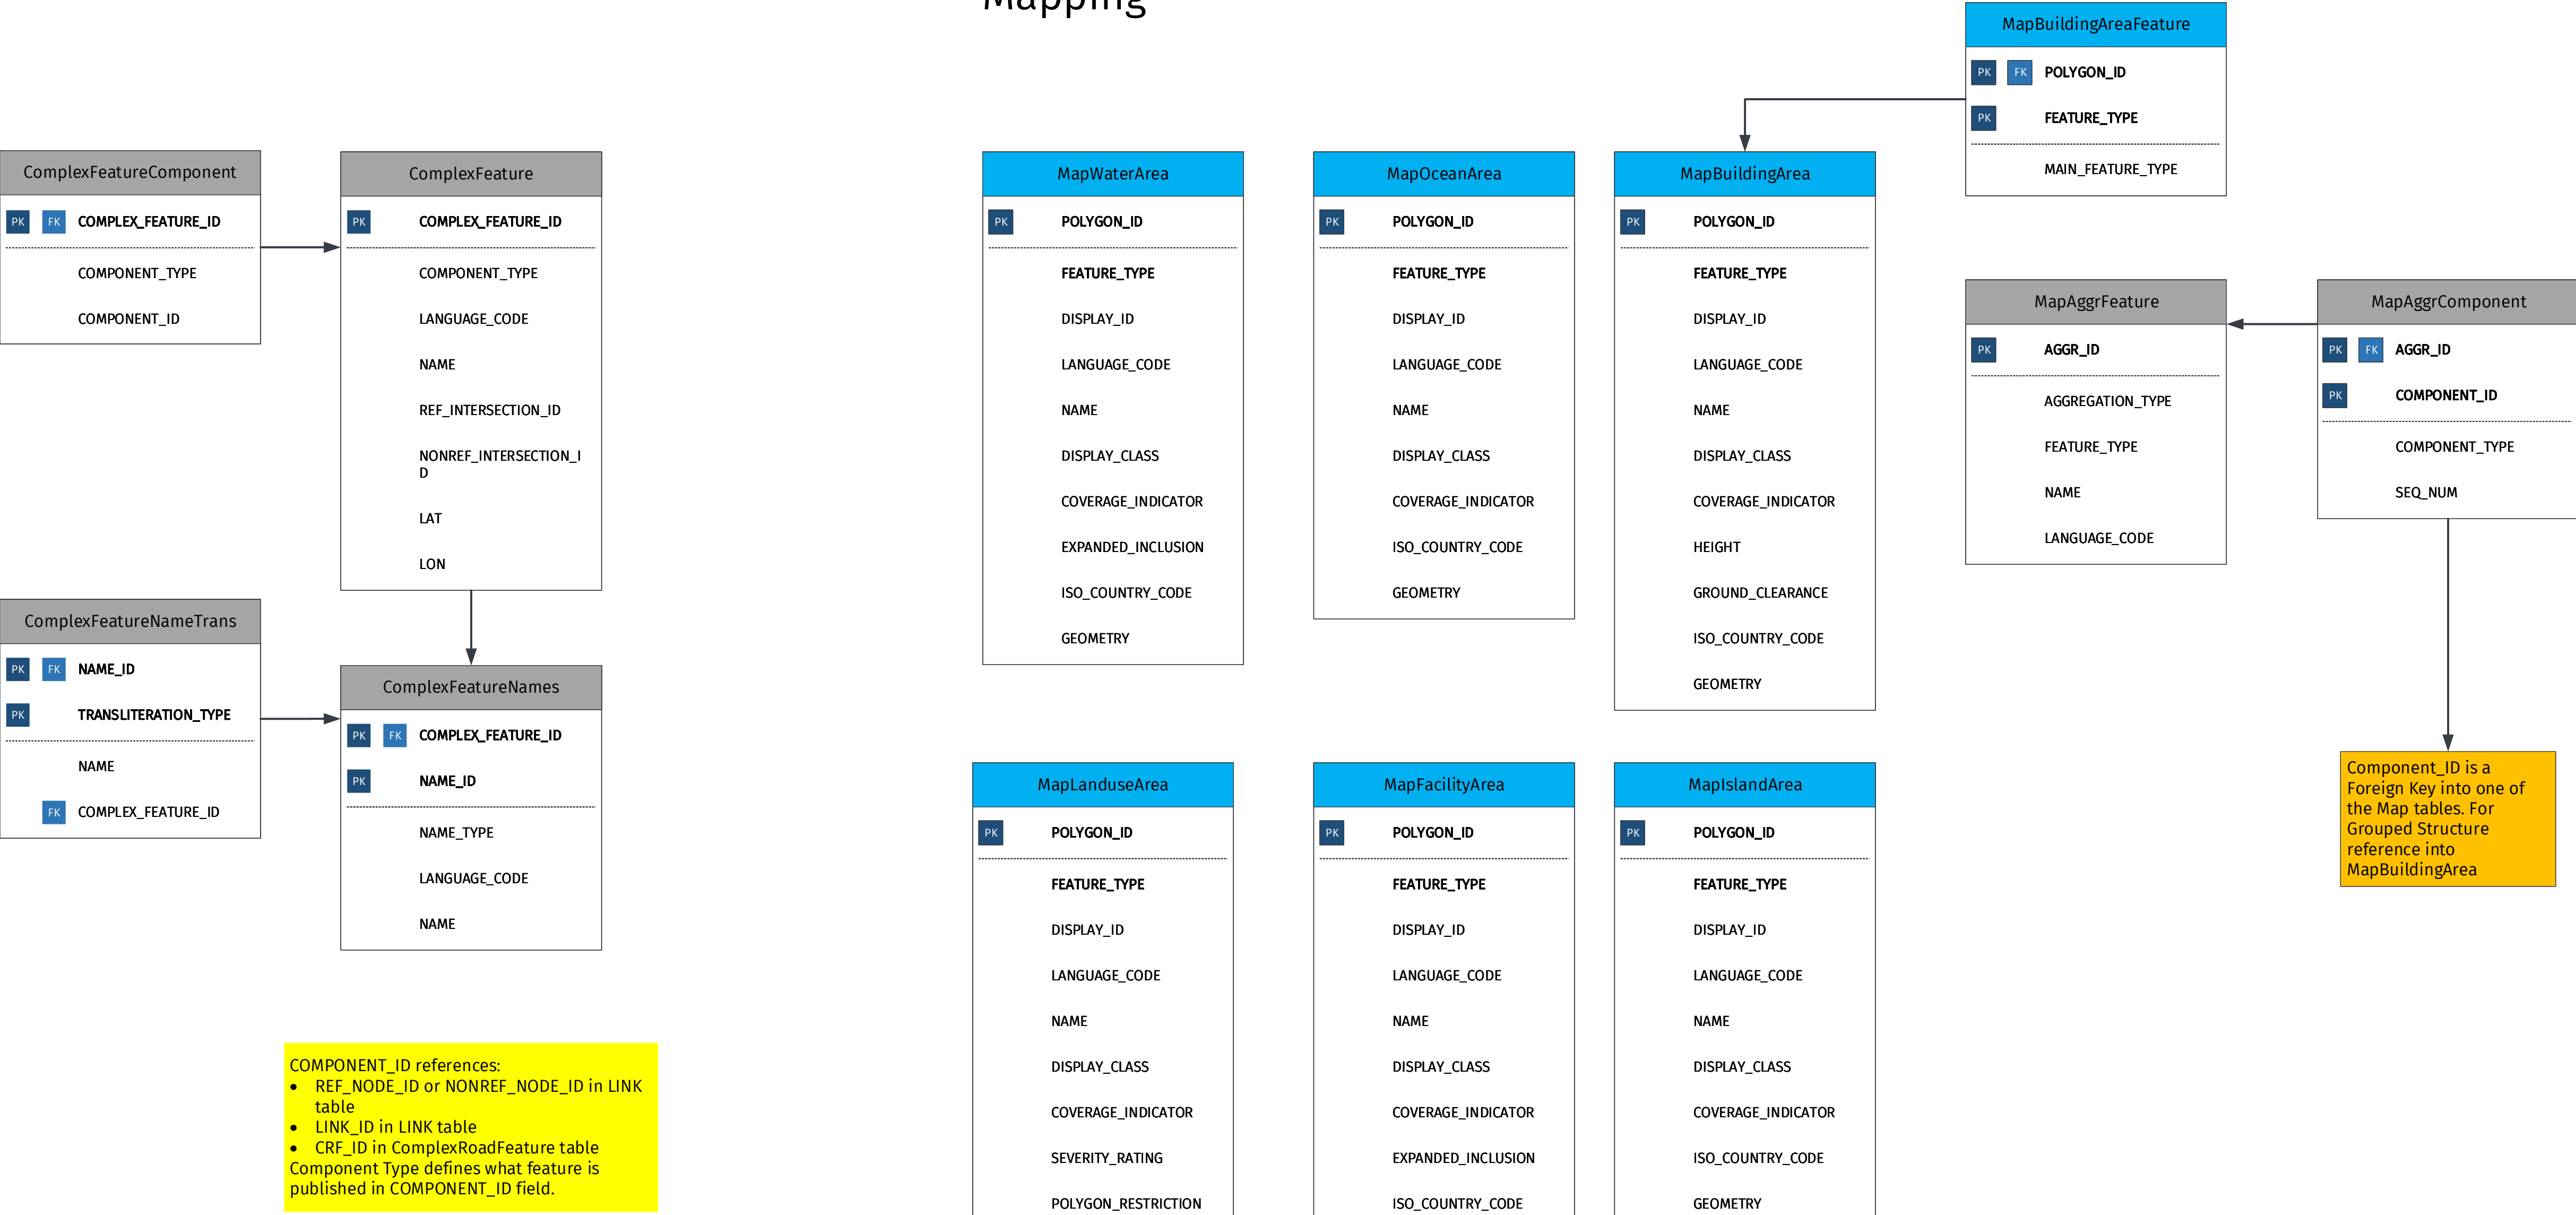 Mapping
MapBuildingAreaFeature
PK FK POLYGON_ID
PK FEATURE_TYPE
MAIN_FEATURE_TYPE
ComplexFeatureComponent
PK FK COMPLEX_FEATURE_ID
COMPONENT_TYPE
COMPONENT_ID
ComplexFeature
PK COMPLEX_FEATURE_ID
COMPONENT_TYPE
LANGUAGE_CODE
NAME
REF_INTERSECTION_ID
NONREF_INTERSECTION_I
D
LAT
LON
MapWaterArea
PK POLYGON_ID
FEATURE_TYPE
DISPLAY_ID
LANGUAGE_CODE
NAME
DISPLAY_CLASS
COVERAGE_INDICATOR
EXPANDED_INCLUSION
ISO_COUNTRY_CODE
GEOMETRY
MapOceanArea
PK POLYGON_ID
FEATURE_TYPE
DISPLAY_ID
LANGUAGE_CODE
NAME
DISPLAY_CLASS
COVERAGE_INDICATOR
ISO_COUNTRY_CODE
GEOMETRY
MapBuildingArea
PK POLYGON_ID
FEATURE_TYPE
DISPLAY_ID
LANGUAGE_CODE
NAME
DISPLAY_CLASS
COVERAGE_INDICATOR
HEIGHT
GROUND_CLEARANCE
ISO_COUNTRY_CODE
GEOMETRY
MapAggrFeature
PK AGGR_ID
AGGREGATION_TYPE
FEATURE_TYPE
NAME
LANGUAGE_CODE
MapAggrComponent
PK FK AGGR_ID
PK COMPONENT_ID
COMPONENT_TYPE
SEQ_NUM
ComplexFeatureNameTrans
PK FK NAME_ID
PK TRANSLITERATION_TYPE
NAME
FK COMPLEX_FEATURE_ID
ComplexFeatureNames
PK FK COMPLEX_FEATURE_ID
PK NAME_ID
NAME_TYPE
LANGUAGE_CODE
NAME
MapLanduseArea
PK POLYGON_ID
FEATURE_TYPE
DISPLAY_ID
LANGUAGE_CODE
NAME
DISPLAY_CLASS
COVERAGE_INDICATOR
SEVERITY_RATING
POLYGON_RESTRICTION
MapFacilityArea
PK POLYGON_ID
FEATURE_TYPE
DISPLAY_ID
LANGUAGE_CODE
NAME
DISPLAY_CLASS
COVERAGE_INDICATOR
EXPANDED_INCLUSION
ISO_COUNTRY_CODE
MapIslandArea
PK POLYGON_ID
FEATURE_TYPE
DISPLAY_ID
LANGUAGE_CODE
NAME
DISPLAY_CLASS
COVERAGE_INDICATOR
ISO_COUNTRY_CODE
GEOMETRY
Component_ID is a
Foreign Key into one of
the Map tables. For
Grouped Structure
reference into
MapBuildingArea
COMPONENT_ID references:
• REF_NODE_ID or NONREF_NODE_ID in LINK
table
• LINK_ID in LINK table
• CRF_ID in ComplexRoadFeature table
Component Type defines what feature is
published in COMPONENT_ID field.